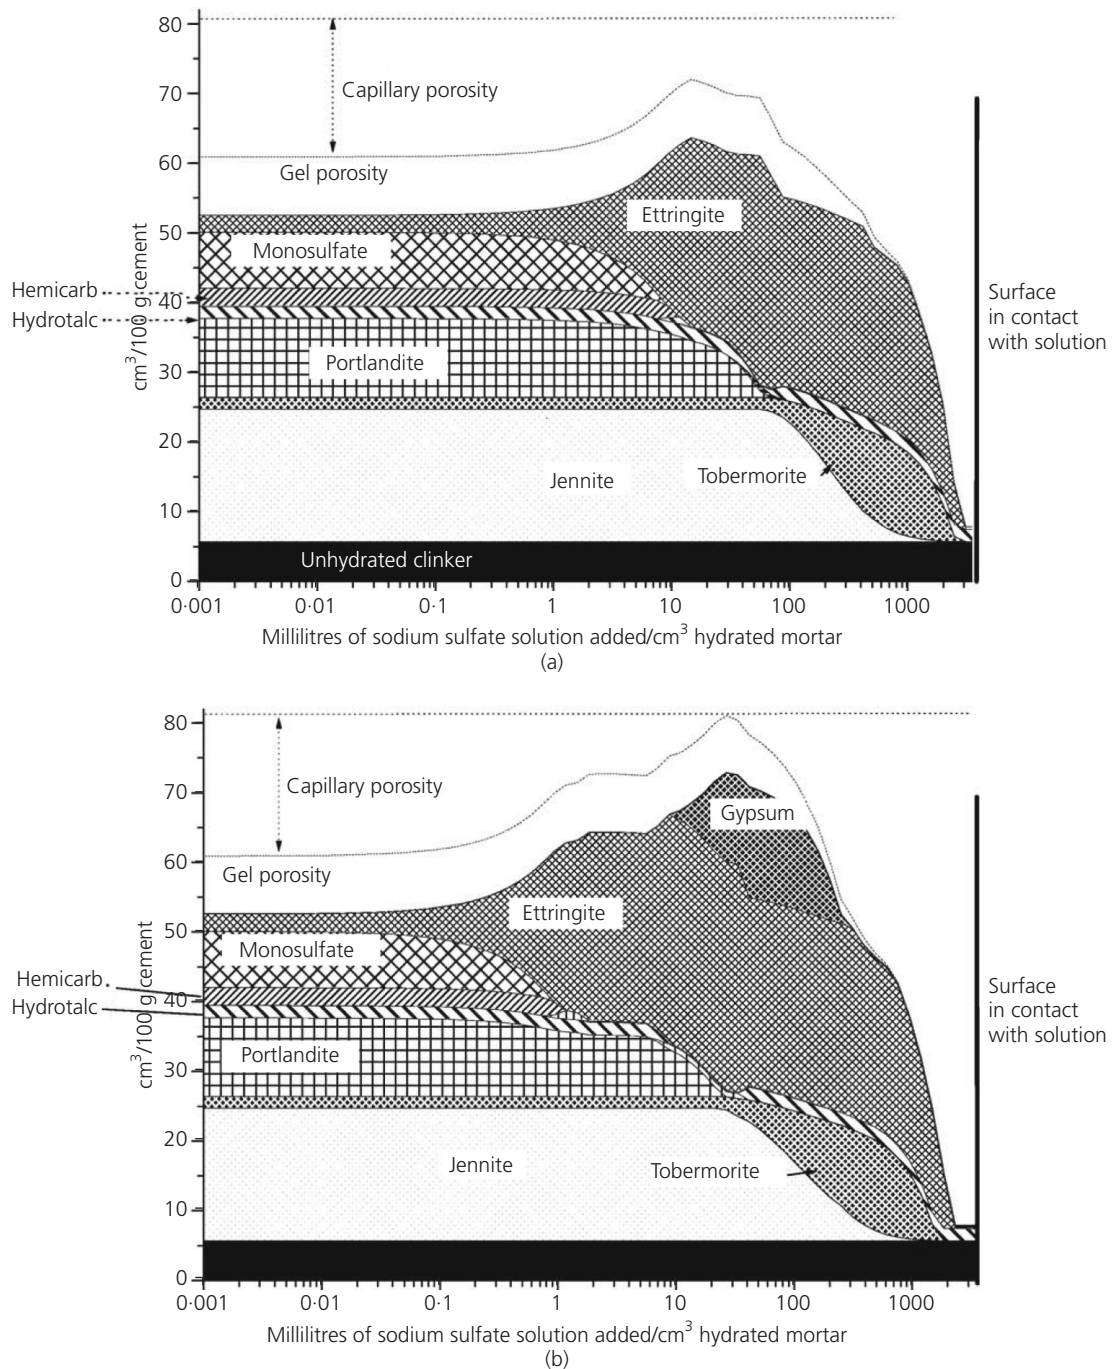 80
Capillary porosity
70
60
Gel porosity
Ettringite
50
Monosulfate
Hemicarb
40
Surface
in contact
with solution
Hydrotalc
cm³/100 g cement
Portlandite
30
20
Jennite
Tobermorite
10
Unhydrated clinker
0
0·001 0·01 0·1 1 10 100 1000
Millilitres of sodium sulfate solution added/cm³ hydrated mortar
(a)
80
Capillary porosity
70
Gypsum
60
Gel porosity
Ettringite
50
Monosulfate
Hemicarb.
40
Surface
in contact
with solution
Hydrotalc
cm³/100 g cement
Portlandite
30
20
Jennite
Tobermorite
10
0
0·001 0·01 0·1 1 10 100 1000
Millilitres of sodium sulfate solution added/cm³ hydrated mortar
(b)